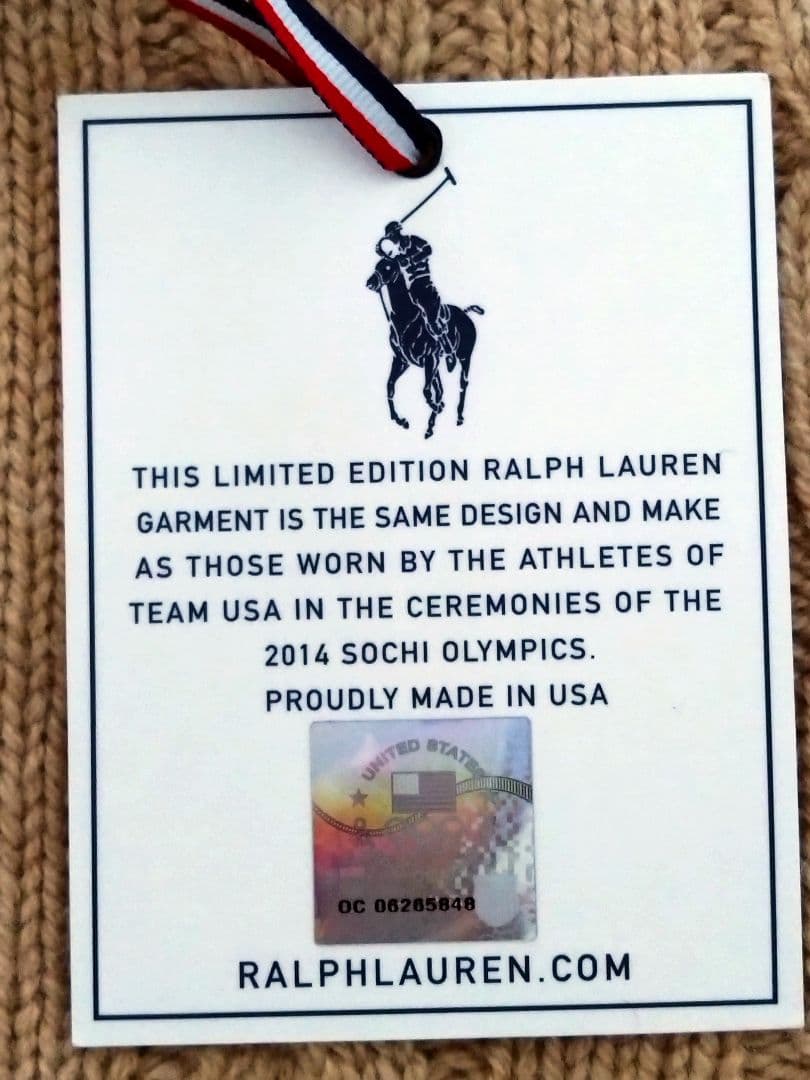 THIS LIMITED EDITION RALPH LAUREN
GARMENT IS THE SAME DESIGN AND MAKE
AS THOSE WORN BY THE ATHLETES OF
TEAM USA IN THE CEREMONIES OF THE
2014 SOCHI OLYMPICS.
PROUDLY MADE IN USA
UNITED STATES
OC 06265848
RALPHLAUREN.COM